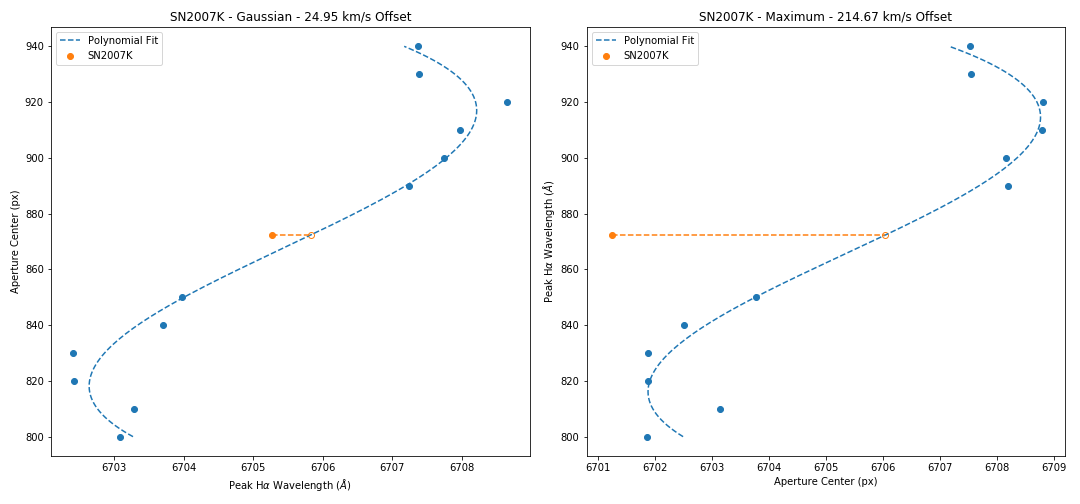 SN2007K - Gaussian - 24.95 km/s Offset
Polynomial Fit
SN2007K
940
920
900
880
860
840
820
800
Aperture Center (px)
6703 6704 6705 6706 6707 6708
Peak Hα Wavelength (Å)
SN2007K - Maximum - 214.67 km/s Offset
Polynomial Fit
SN2007K
940
920
900
880
860
840
820
800
Peak Hα Wavelength (Å)
6701 6702 6703 6704 6705 6706 6707 6708 6709
Aperture Center (px)